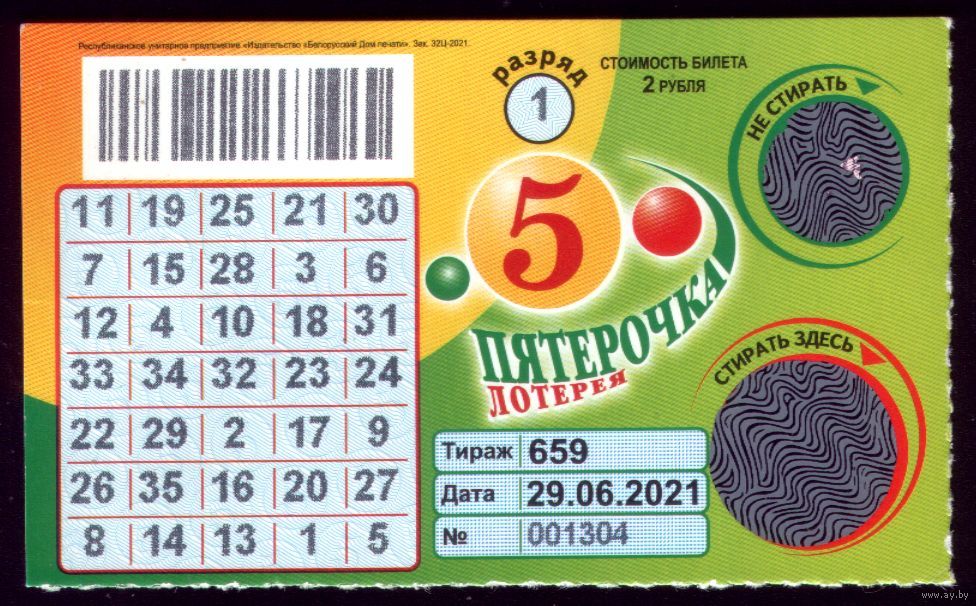 Республиканское унитарное предприятие «Издательство «Белорусский Дом печати». Зак. 32Ц-2021.
разряд
1
СТОИМОСТЬ БИЛЕТА
2 РУБЛЯ
НЕ СТИРАТЬ
11 19 25 21 30
7 15 28 3 6
12 4 10 18 31
33 34 32 23 24
22 29 2 17 9
26 35 16 20 27
8 14 13 1 5
5
ПЯТЕРОЧКА
ЛОТЕРЕЯ
СТИРАТЬ ЗДЕСЬ
Тираж 659
Дата 29.06.2021
№ 001304
www.ay.by